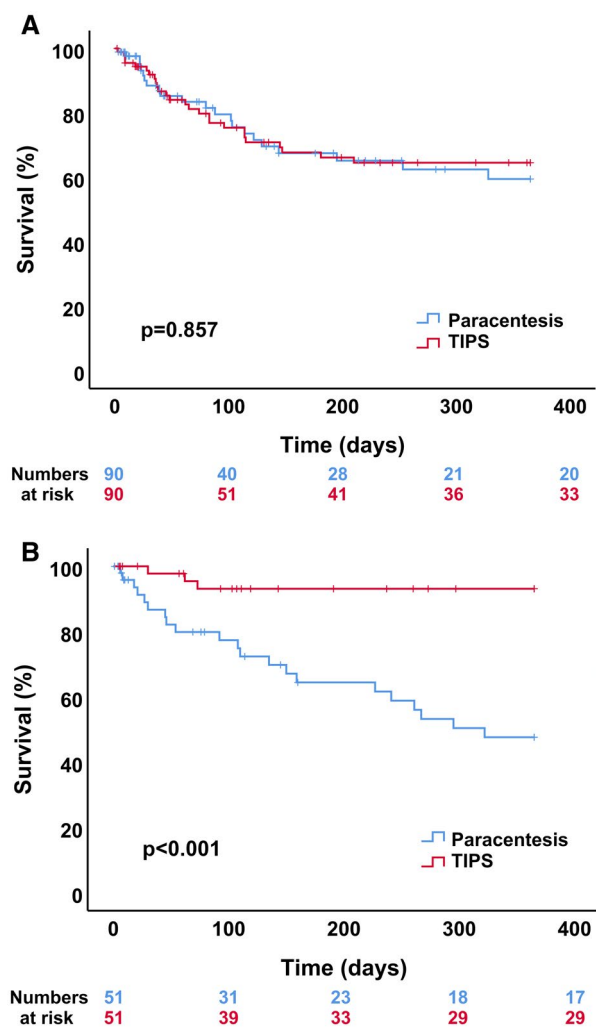 A
100
80
60
40
20
0
Survival (%)
p=0.857
Paracentesis
TIPS
0 100 200 300 400
Time (days)
Numbers at risk
90 40 28 21 20
90 51 41 36 33
B
100
80
60
40
20
0
Survival (%)
p<0.001
Paracentesis
TIPS
0 100 200 300 400
Time (days)
Numbers at risk
51 31 23 18 17
51 39 33 29 29